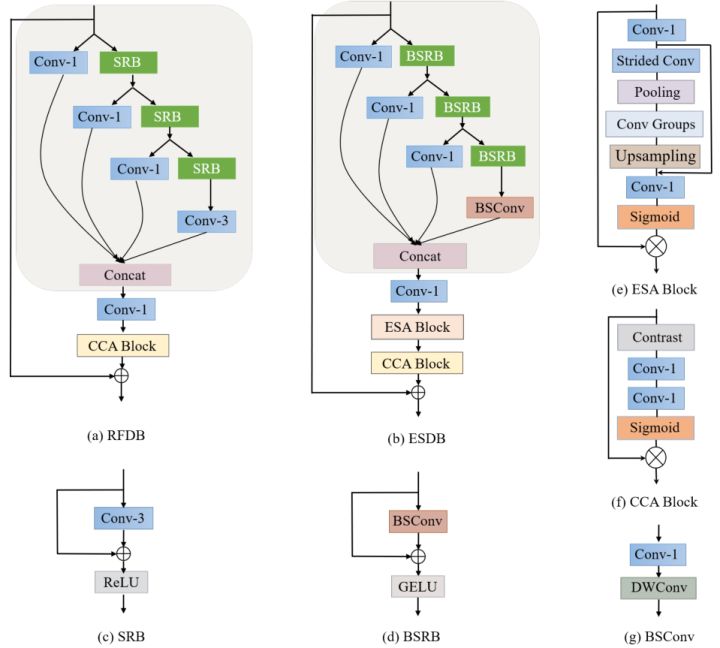 Conv-1
SRB
Conv-1
SRB
Conv-1
SRB
Conv-3
Concat
Conv-1
CCA Block
(a) RFDB
Conv-1
BSRB
Conv-1
BSRB
Conv-1
BSRB
BSConv
Concat
Conv-1
ESA Block
CCA Block
(b) ESDB
Conv-3
ReLU
(c) SRB
BSConv
GELU
(d) BSRB
Conv-1
Strided Conv
Pooling
Conv Groups
Upsampling
Conv-1
Sigmoid
(e) ESA Block
Contrast
Conv-1
Conv-1
Sigmoid
(f) CCA Block
Conv-1
DWConv
(g) BSConv